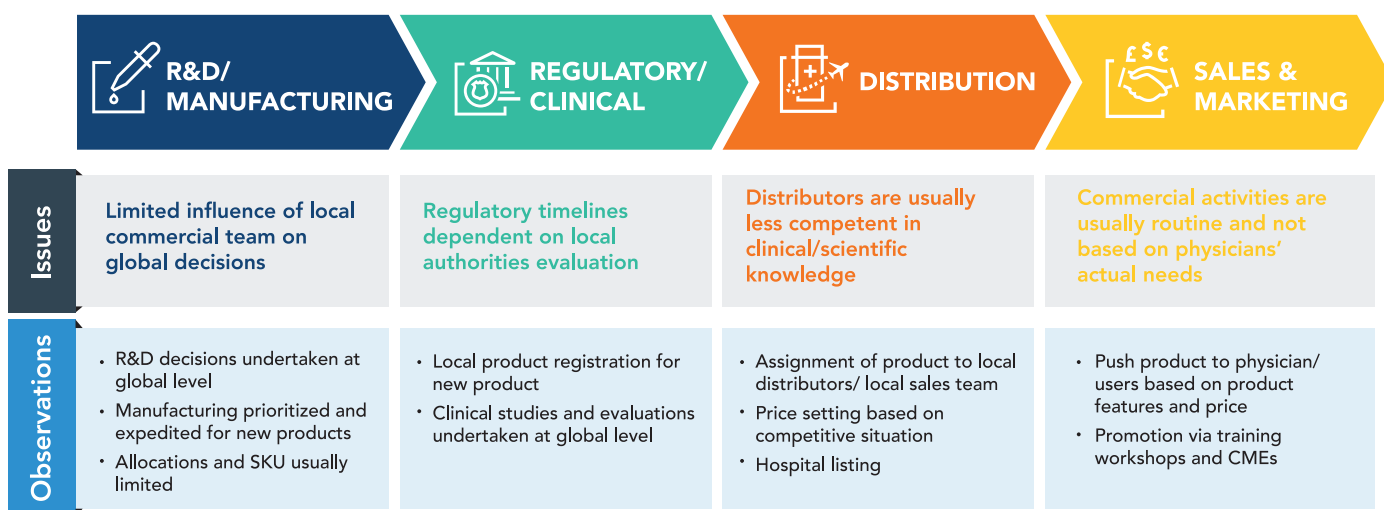 R&D/
MANUFACTURING
REGULATORY/
CLINICAL
DISTRIBUTION
£$€
SALES &
MARKETING
Issues
Limited influence of local
commercial team on
global decisions
Regulatory timelines
dependent on local
authorities evaluation
Distributors are usually
less competent in
clinical/scientific
knowledge
Commercial activities are
usually routine and not
based on physicians’
actual needs
Observations
• R&D decisions undertaken at
global level
• Manufacturing prioritized and
expedited for new products
• Allocations and SKU usually
limited
• Local product registration for
new product
• Clinical studies and evaluations
undertaken at global level
• Assignment of product to local
distributors/ local sales team
• Price setting based on
competitive situation
• Hospital listing
• Push product to physician/
users based on product
features and price
• Promotion via training
workshops and CMEs